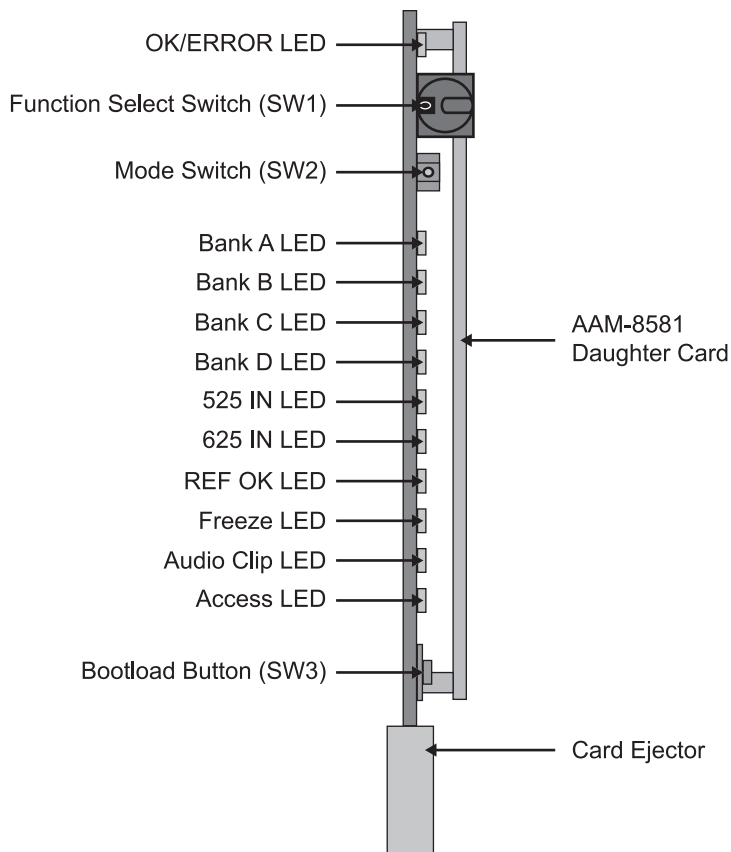 OK/ERROR LED
Function Select Switch (SW1)
Mode Switch (SW2)
Bank A LED
Bank B LED
Bank C LED
Bank D LED
525 IN LED
625 IN LED
REF OK LED
Freeze LED
Audio Clip LED
Access LED
Bootload Button (SW3)
AAM-8581
Daughter Card
Card Ejector